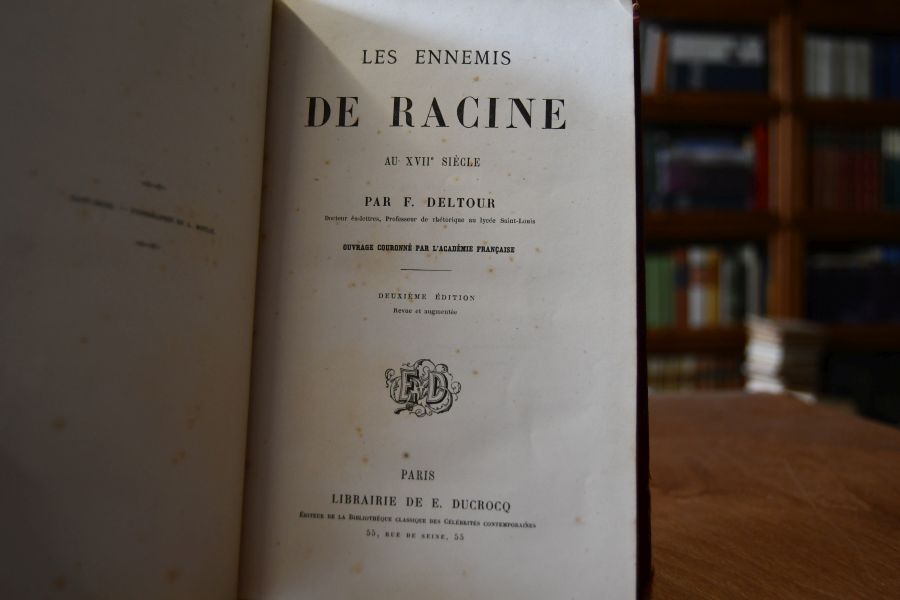 LES ENNEMIS
DE RACINE
AU XVIIe SIÈCLE
PAR F. DELTOUR
Docteur ès-lettres, Professeur de rhétorique au lycée Saint-Louis
OUVRAGE COURONNÉ PAR L'ACADÉMIE FRANÇAISE
DEUXIÈME ÉDITION
Revue et augmentée
ED
PARIS
LIBRAIRIE DE E. DUCROCQ
ÉDITEUR DE LA BIBLIOTHÈQUE CLASSIQUE DES CÉLÉBRITÉS CONTEMPORAINES
55, RUE DE SEINE, 55